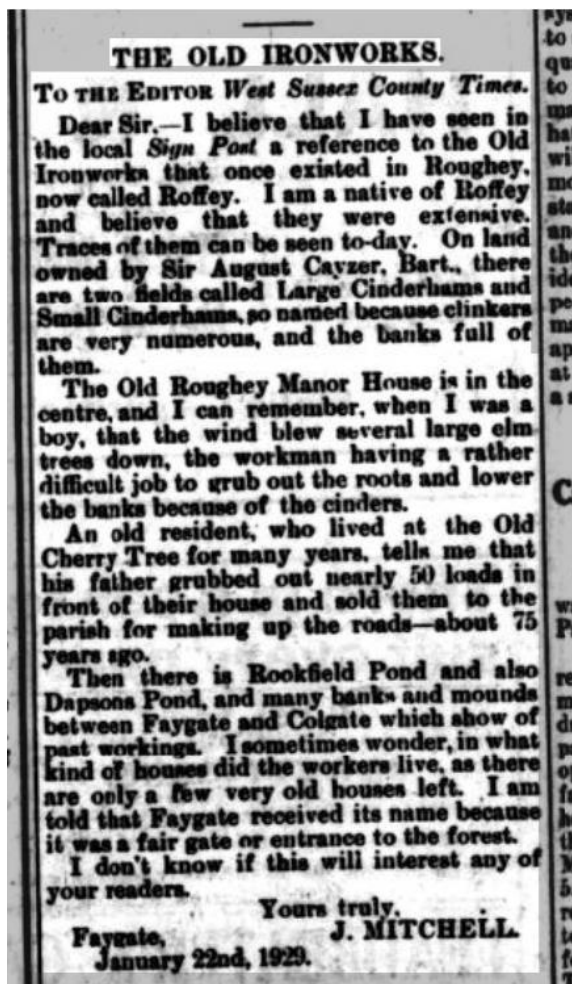 THE OLD IRONWORKS.
TO THE EDITOR West Sussex County Times.
Dear Sir.—I believe that I have seen in
the local Sign Post a reference to the Old
Ironworks that once existed in Roughey,
now called Roffey. I am a native of Roffey
and believe that they were extensive.
Traces of them can be seen to-day. On land
owned by Sir August Cayzer, Bart., there
are two fields called Large Cinderhams and
Small Cinderhams, so named because clinkers
are very numerous, and the banks full of
them.
The Old Roughey Manor House is in the
centre, and I can remember, when I was a
boy, that the wind blew several large elm
trees down, the workman having a rather
difficult job to grub out the roots and lower
the banks because of the cinders.
An old resident, who lived at the Old
Cherry Tree for many years, tells me that
his father grubbed out nearly 50 loads in
front of their house and sold them to the
parish for making up the roads—about 75
years ago.
Then there is Rookfield Pond and also
Dapsons Pond, and many banks and mounds
between Faygate and Colgate which show of
past workings. I sometimes wonder, in what
kind of houses did the workers live, as there
are only a few very old houses left. I am
told that Faygate received its name because
it was a fair gate or entrance to the forest.
I don't know if this will interest any of
your readers.
Yours truly,
J. MITCHELL.
Faygate,
January 22nd, 1929.